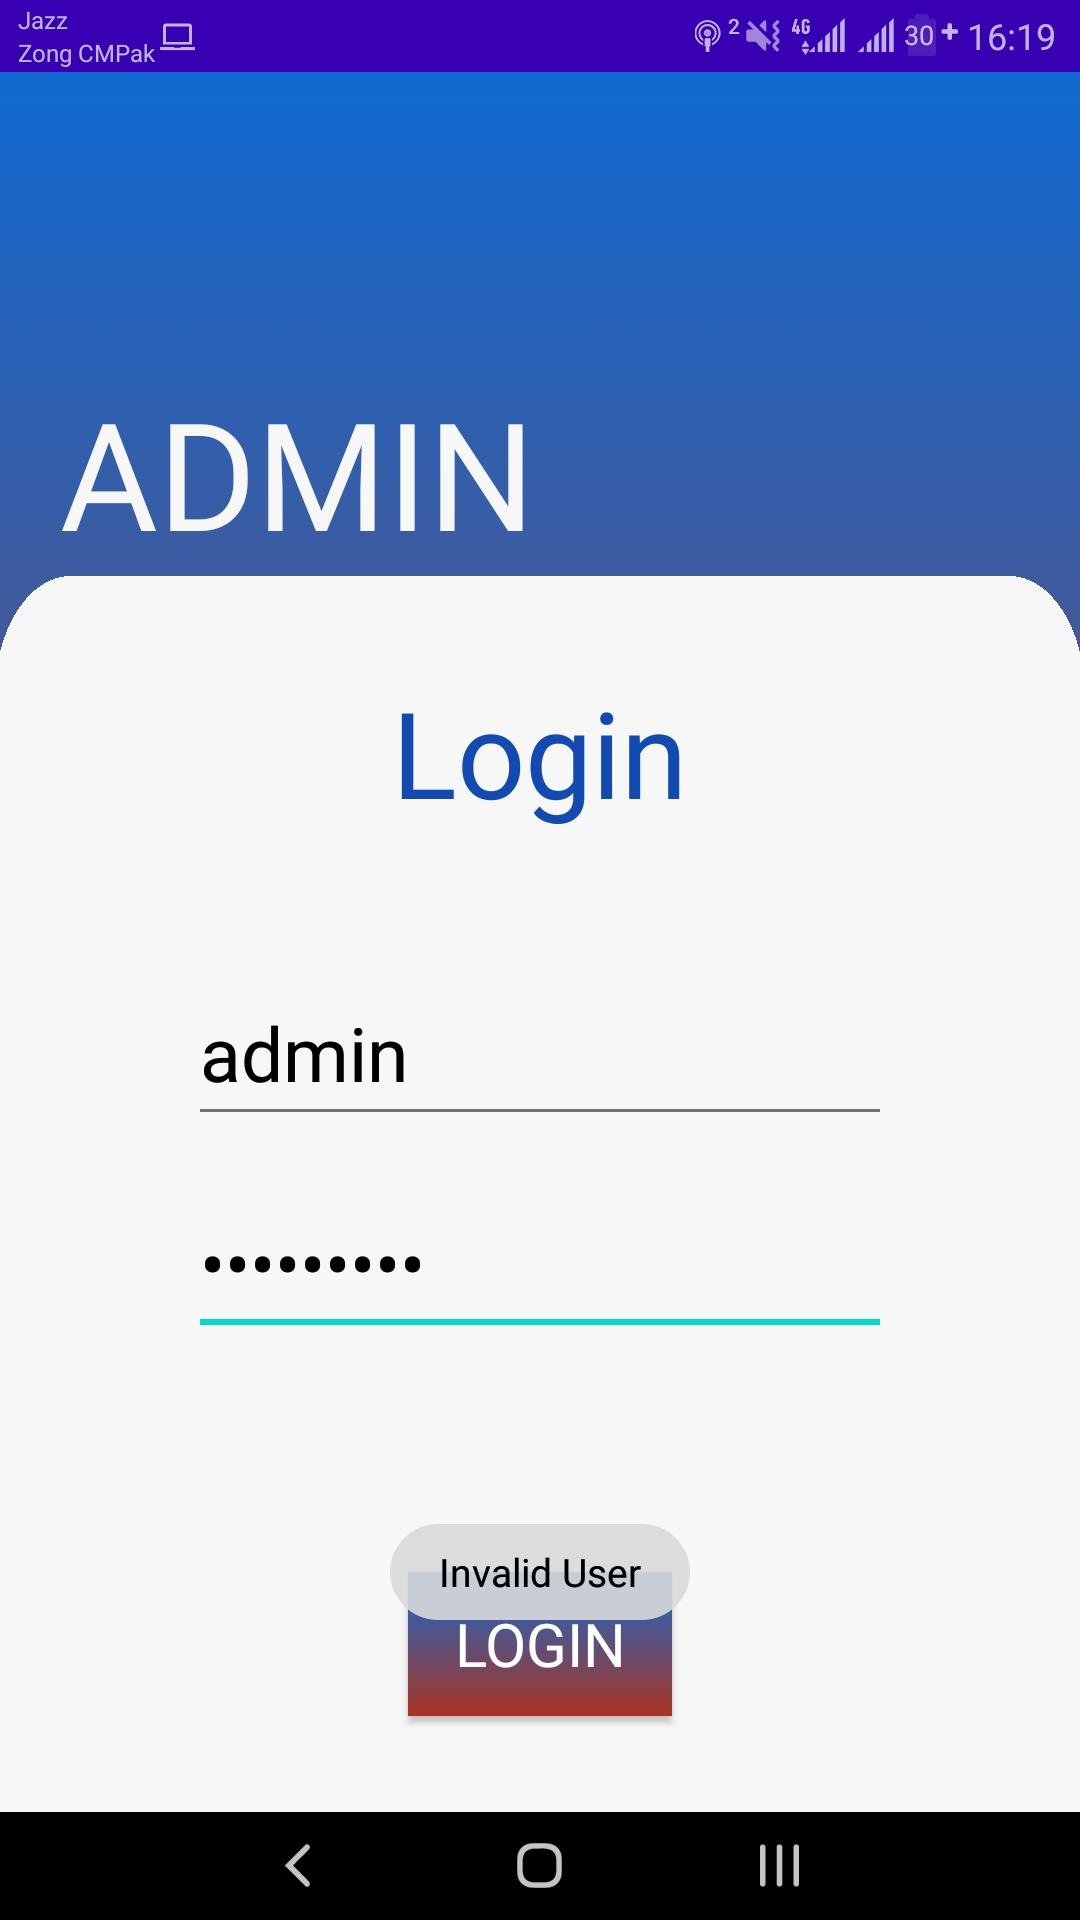 Jazz
Zong CMPak
2
4G
30
16:19
ADMIN
Login
admin
•••••••••
Invalid User
LOGIN